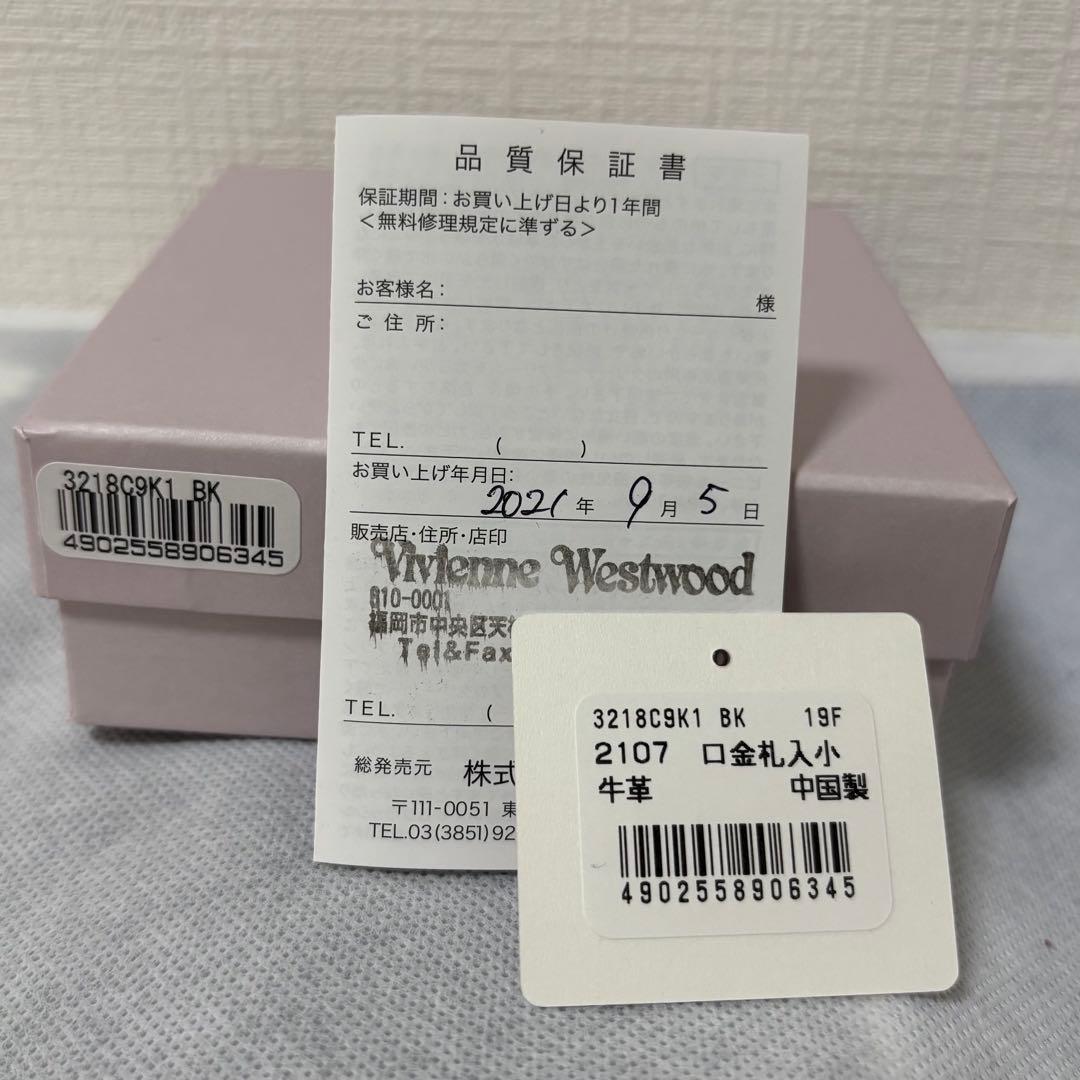 品質保証書
保証期間：お買い上げ日より1年間
＜無料修理規定に準ずる＞
お客様名：
様
ご住所：
TEL. ( )
お買い上げ年月日：
2021年 9月 5日
販売店・住所・店印
Vivienne Westwood
810-0001
福岡市中央区天
Tel&Fax
TEL. (
総発売元 株式
〒111-0051 東
TEL.03(3851)92
3218C9K1 BK
4902558906345
3218C9K1 BK 19F
2107 口金札入小
牛革 中国製
4902558906345